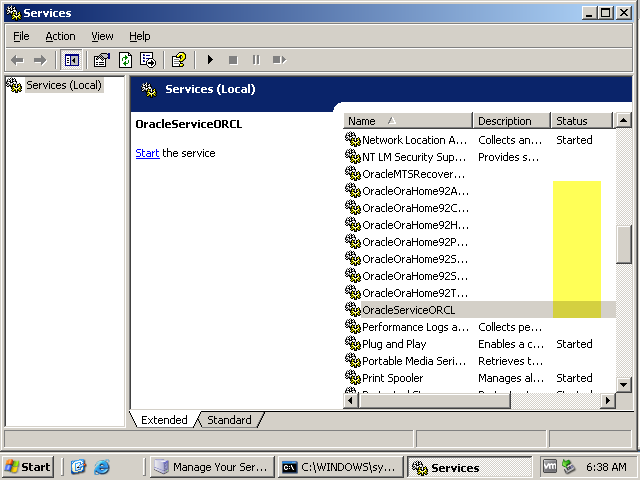 Services
File Action View Help
Services (Local)
Services (Local)
OracleServiceORCL
Start the service
Name Description Status
Network Location A... Collects an... Started
NT LM Security Sup... Provides s...
OracleMTSRecover...
OracleOraHome92A...
OracleOraHome92C...
OracleOraHome92H...
OracleOraHome92P...
OracleOraHome92S...
OracleOraHome92S...
OracleOraHome92T...
OracleServiceORCL
Performance Logs a... Collects pe...
Plug and Play Enables a c... Started
Portable Media Seri... Retrieves t...
Print Spooler Manages al... Started
Extended Standard
Start Manage Your Ser... C:\WINDOWS\sy... Services vm 6:38 AM